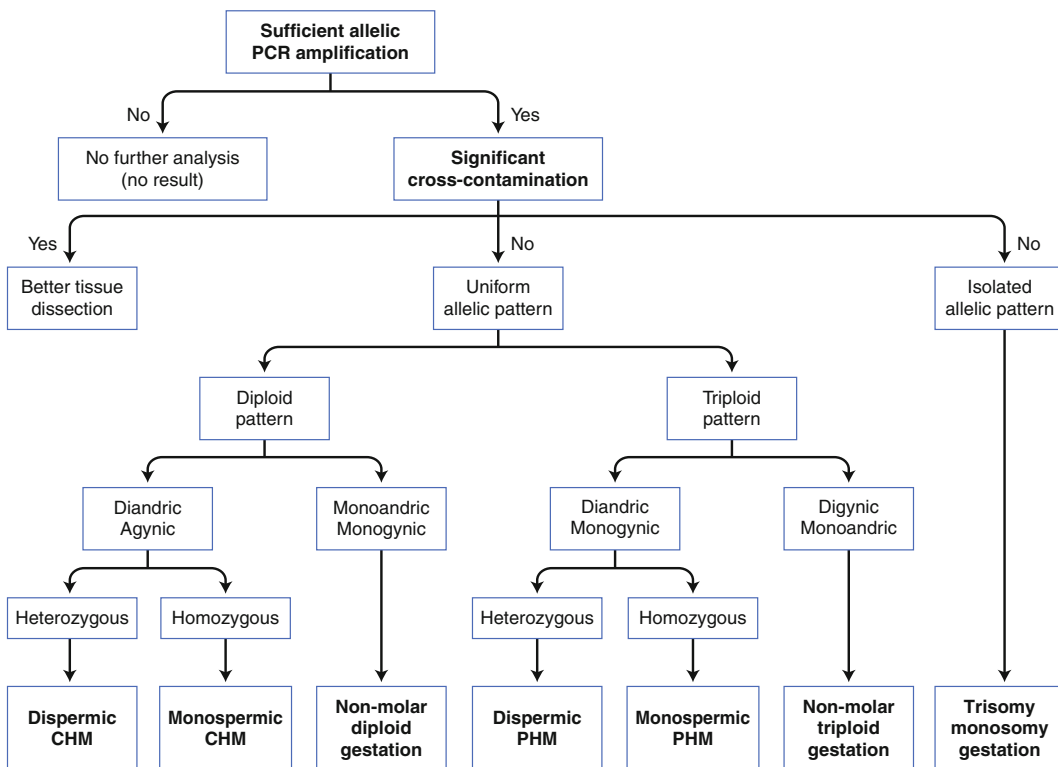 Sufficient allelic
PCR amplification
No
Yes
No further analysis
(no result)
Significant
cross-contamination
Yes
No
No
Better tissue
dissection
Uniform
allelic pattern
Isolated
allelic pattern
Diploid
pattern
Triploid
pattern
Diandric
Agynic
Monoandric
Monogynic
Diandric
Monogynic
Digynic
Monoandric
Heterozygous
Homozygous
Heterozygous
Homozygous
Dispermic
CHM
Monospermic
CHM
Non-molar
diploid
gestation
Dispermic
PHM
Monospermic
PHM
Non-molar
triploid
gestation
Trisomy
monosomy
gestation